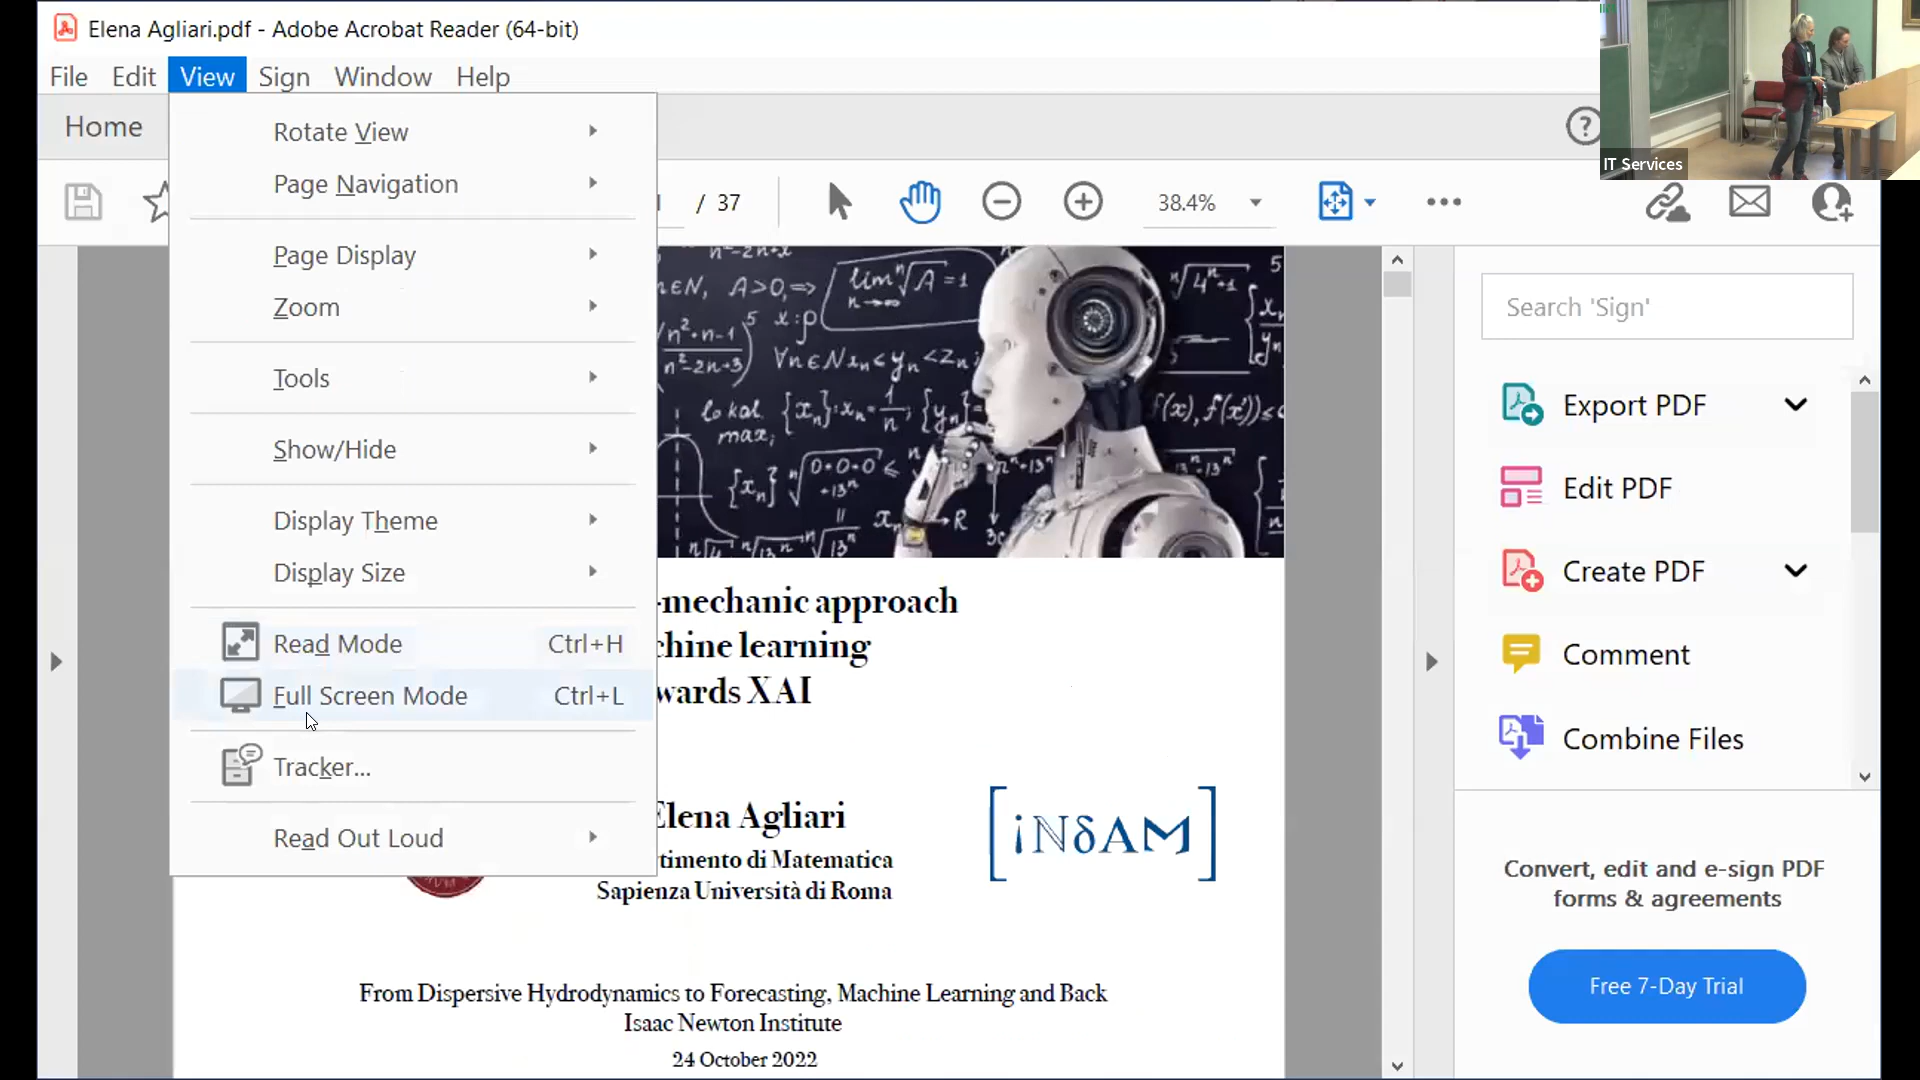 Elena Agliari.pdf - Adobe Acrobat Reader (64-bit)
File Edit View Sign Window Help
Home
/ 37
38.4%
IT Services
Rotate View
Page Navigation
Page Display
Zoom
Tools
Show/Hide
Display Theme
Display Size
Read Mode Ctrl+H
Full Screen Mode Ctrl+L
Tracker...
Read Out Loud
-mechanic approach
chine learning
wards XAI
Elena Agliari
rtimento di Matematica
Sapienza Università di Roma
[iNδAM]
From Dispersive Hydrodynamics to Forecasting, Machine Learning and Back
Isaac Newton Institute
24 October 2022
Search 'Sign'
Export PDF
Edit PDF
Create PDF
Comment
Combine Files
Convert, edit and e-sign PDF
forms & agreements
Free 7-Day Trial